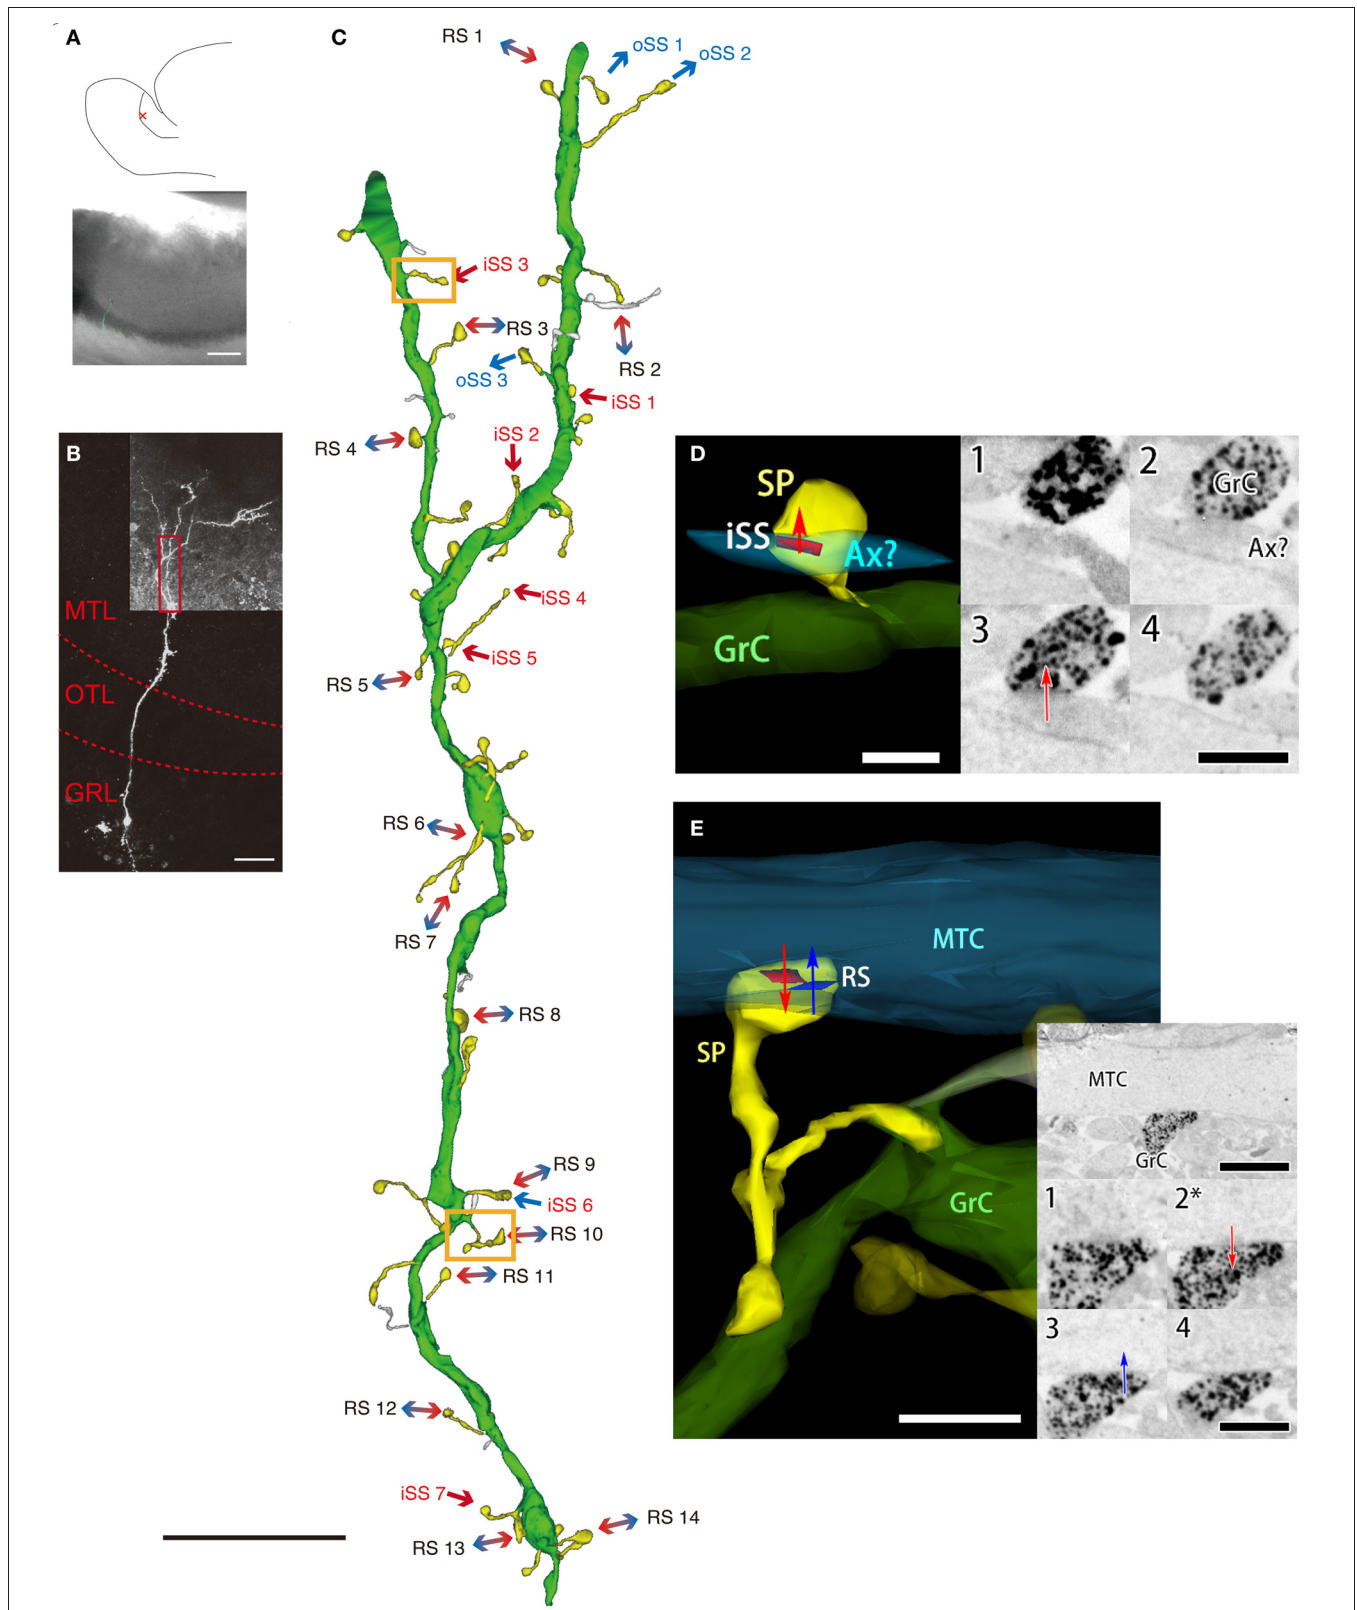 A
B
MTL
OTL
GRL
C
RS 1
oSS 1
oSS 2
iSS 3
RS 3
RS 2
oSS 3
iSS 1
iSS 2
RS 4
iSS 4
iSS 5
RS 5
RS 6
RS 7
RS 8
RS 9
iSS 6
RS 10
RS 11
RS 12
iSS 7
RS 13
RS 14
D
SP
iSS
Ax?
GrC
1
2
GrC
Ax?
3
4
E
MTC
RS
SP
GrC
MTC
GrC
1
2*
3
4